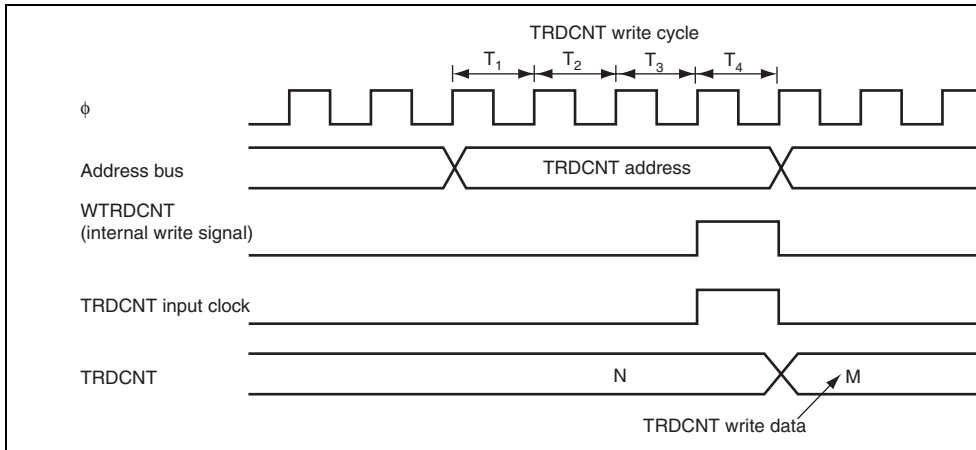 TRDCNT write cycle
T1 T2 T3 T4
ϕ
Address bus
TRDCNT address
WTRDCNT
(internal write signal)
TRDCNT input clock
TRDCNT
N
M
TRDCNT write data